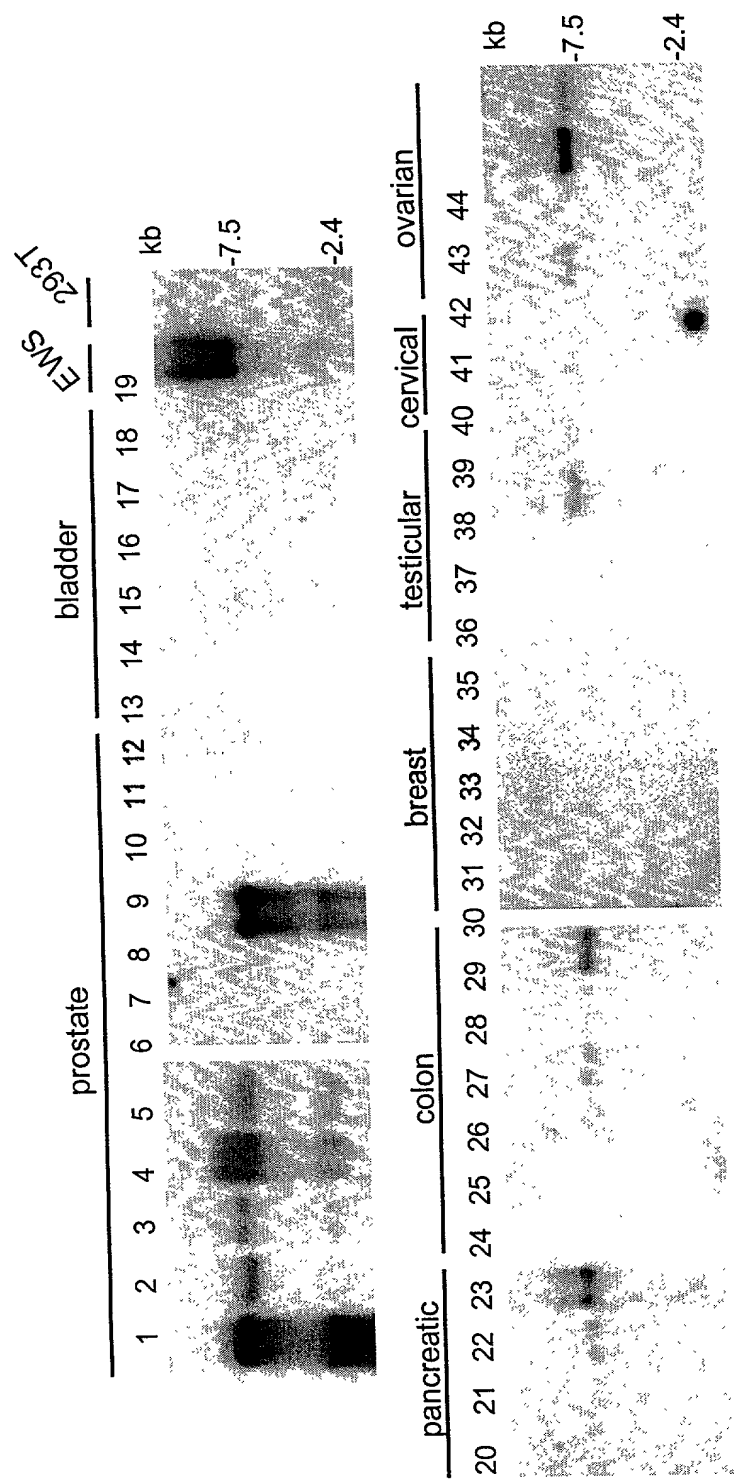 prostate bladder EWS 293T
1 2 3 4 5 6 7 8 9 10 11 12 13 14 15 16 17 18 19 kb
-7.5
-2.4
pancreatic colon breast testicular cervical ovarian
20 21 22 23 24 25 26 27 28 29 30 31 32 33 34 35 36 37 38 39 40 41 42 43 44 kb
-7.5
-2.4